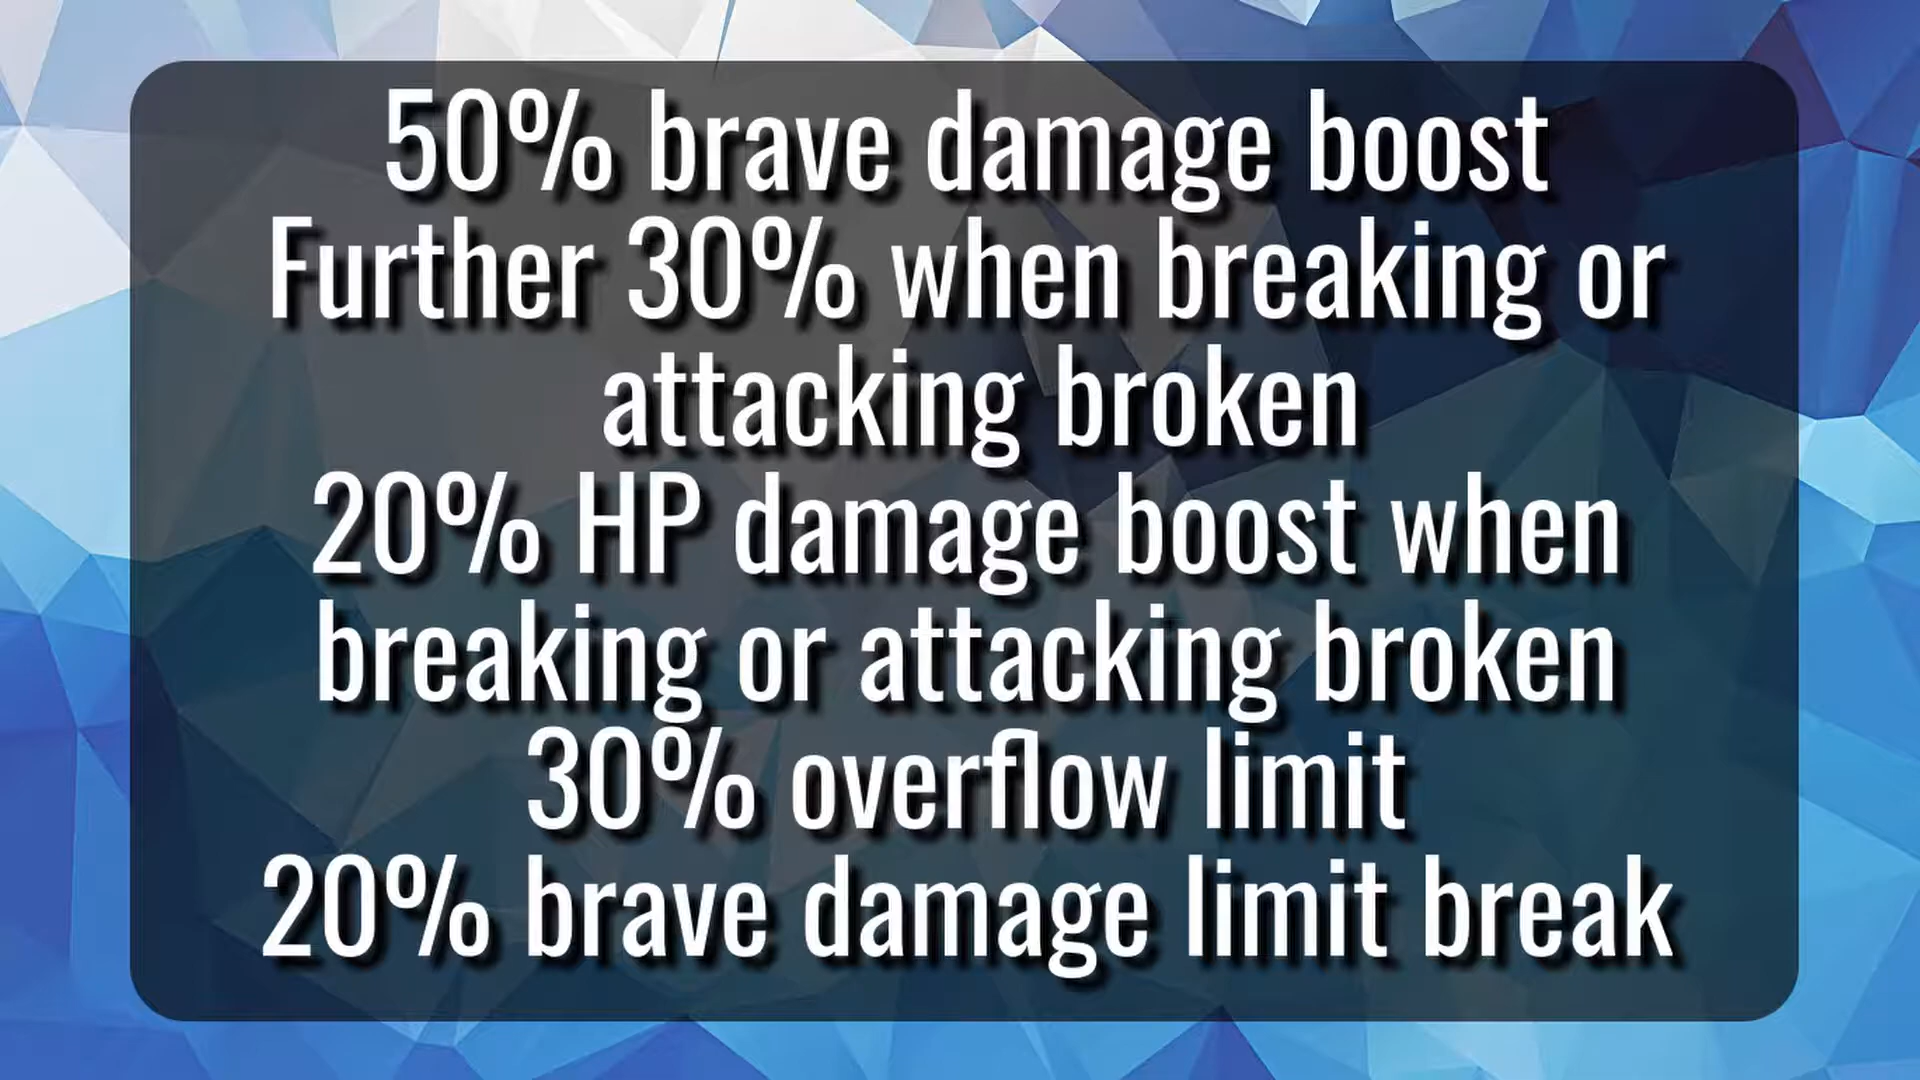 50% brave damage boost
Further 30% when breaking or
attacking broken
20% HP damage boost when
breaking or attacking broken
30% overflow limit
20% brave damage limit break